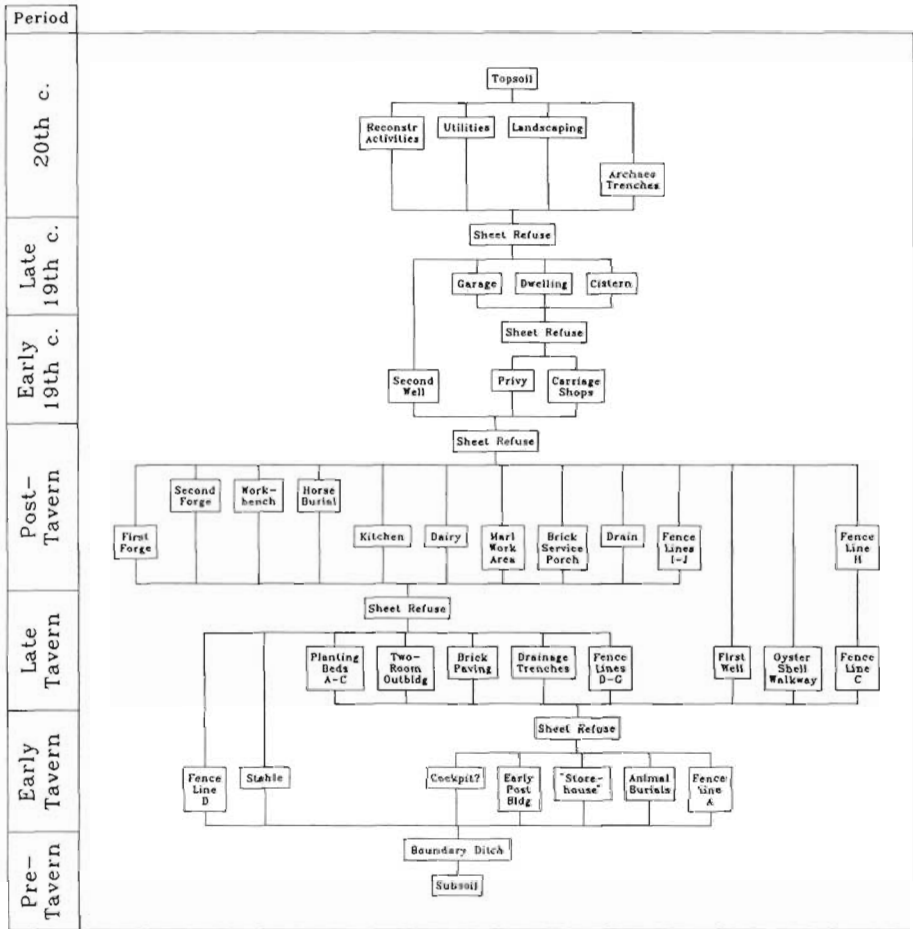 Period
20th c.
Topsoil
Reconstr
Activities
Utilities
Landscaping
Archaeo
Trenches
Late
19th c.
Sheet Refuse
Garage
Dwelling
Cistern
Early
19th c.
Sheet Refuse
Second
Well
Privy
Carriage
Shops
Post-
Tavern
Sheet Refuse
First
Forge
Second
Forge
Work-
bench
Horse
Burial
Kitchen
Dairy
Marl
Work
Area
Brick
Service
Porch
Drain
Fence
Lines
I-J
Fence
Line
H
Late
Tavern
Sheet Refuse
Planting
Beds
A-C
Two-
Room
Outbldg
Brick
Paving
Drainage
Trenches
Fence
Lines
D-G
First
Well
Oyster
Shell
Walkway
Fence
Line
C
Early
Tavern
Sheet Refuse
Fence
Line
D
Stable
Cockpit?
Early
Post
Bldg
"Store-
house"
Animal
Burials
Fence
Line
A
Pre-
Tavern
Boundary Ditch
Subsoil